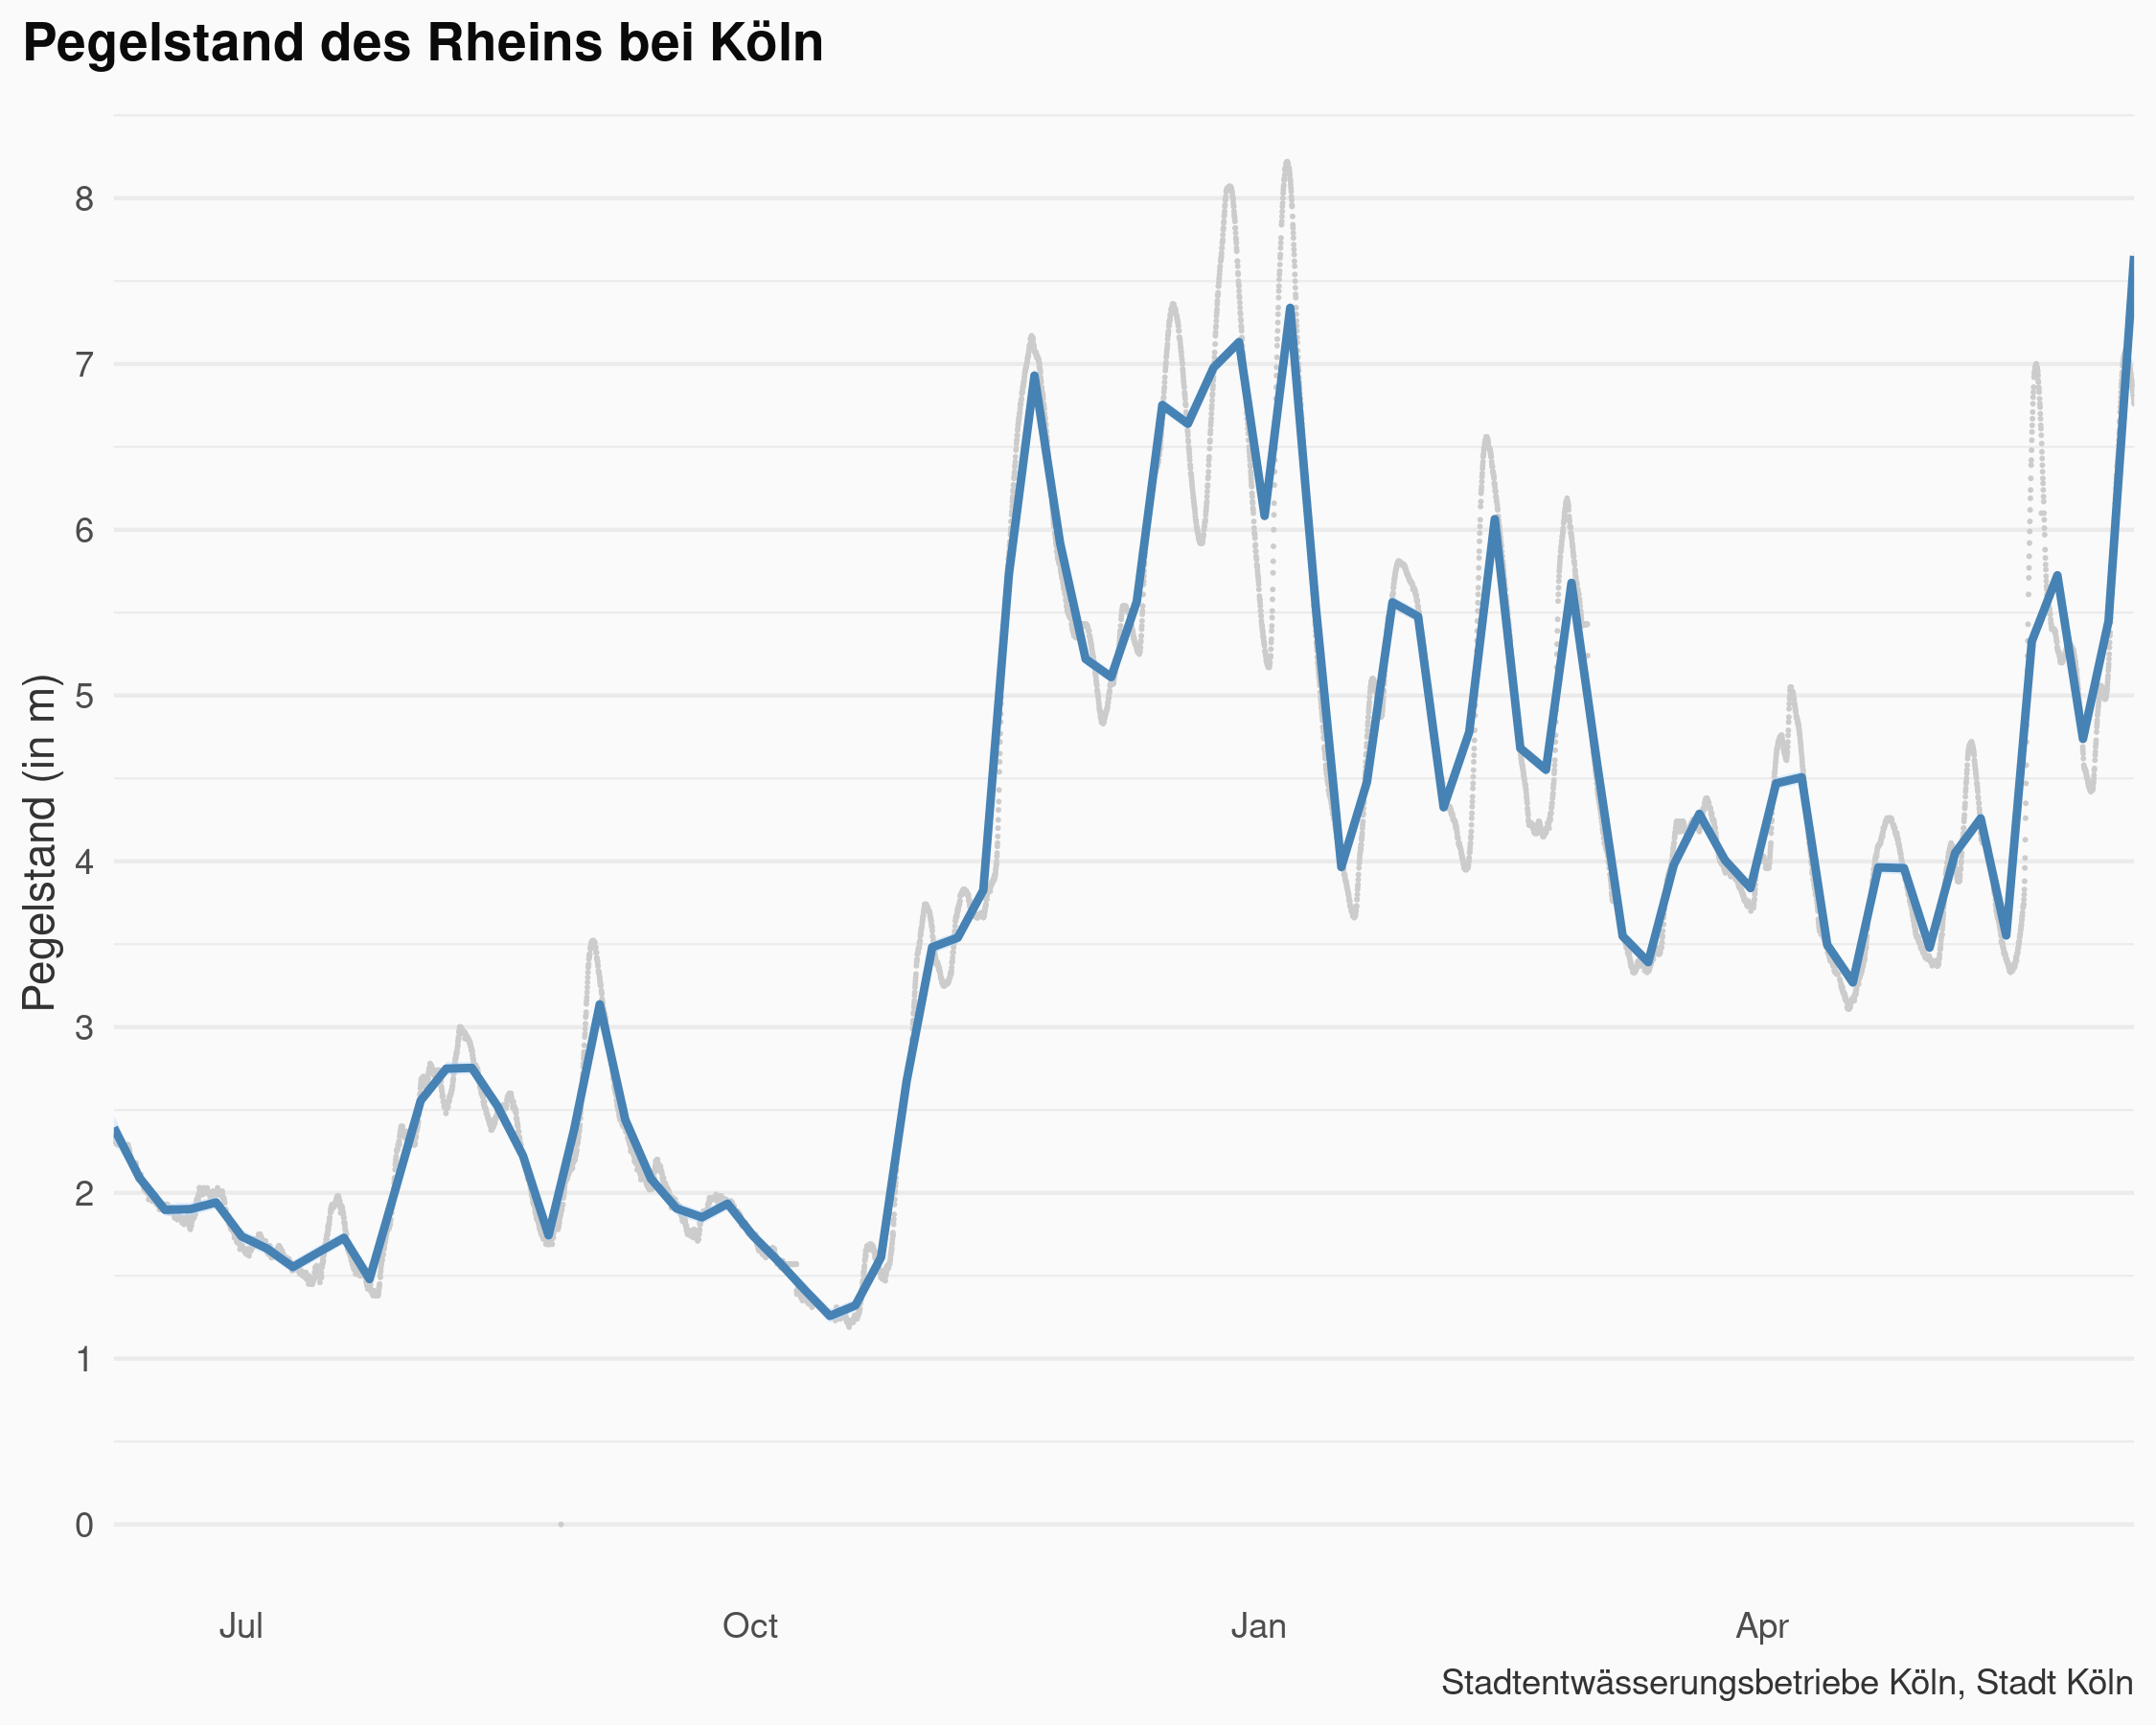 Pegelstand des Rheins bei Köln
Pegelstand (in m)
8
7
6
5
4
3
2
1
0
Jul Oct Jan Apr
Stadtentwässerungsbetriebe Köln, Stadt Köln